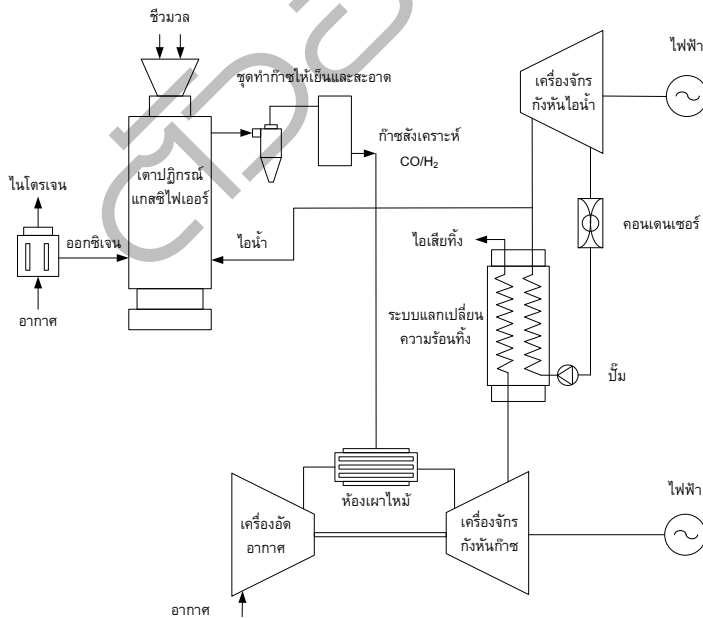 ชีวมวล
ไฟฟ้า
ชุดทำก๊าซให้เย็นและสะอาด
เครื่องจักร
กังหันไอน้ำ
ก๊าซสังเคราะห์
CO/H₂
เตาปฏิกรณ์
แกสซิไฟเออร์
ไนโตรเจน
ออกซิเจน
ไอน้ำ
คอนเดนเซอร์
ไอเสียทิ้ง
อากาศ
ระบบแลกเปลี่ยน
ความร้อนทิ้ง
ปั๊ม
ห้องเผาไหม้
ไฟฟ้า
เครื่องอัด
อากาศ
เครื่องจักร
กังหันก๊าซ
อากาศ